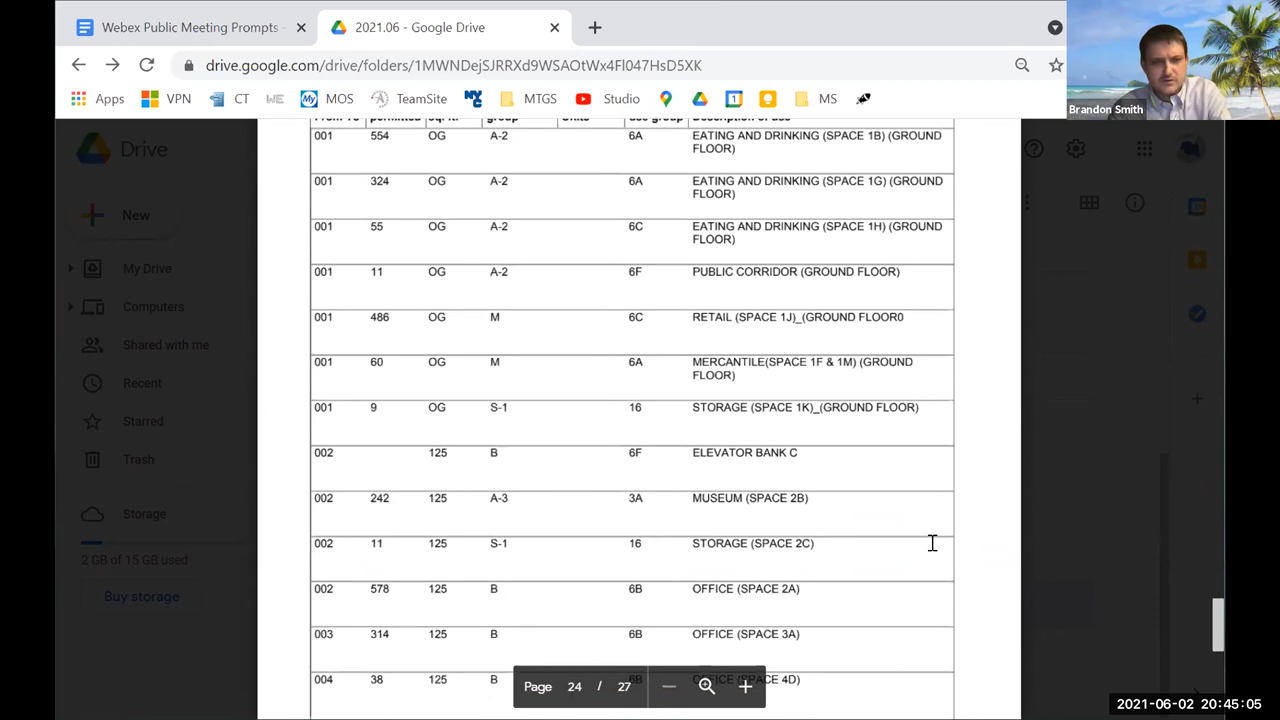 Webex Public Meeting Prompts
2021.06 - Google Drive
drive.google.com/drive/folders/1MWNDejSJRRXd9WSAOtWx4Fl047HsD5XK
Apps VPN CT WE MOS TeamSite MTGS Studio MS
Brandon Smith
Drive
New
My Drive
Computers
Shared with me
Recent
Starred
Trash
Storage
2 GB of 15 GB used
Buy storage
001 554 OG A-2 6A EATING AND DRINKING (SPACE 1B) (GROUND
FLOOR)
001 324 OG A-2 6A EATING AND DRINKING (SPACE 1G) (GROUND
FLOOR)
001 55 OG A-2 6C EATING AND DRINKING (SPACE 1H) (GROUND
FLOOR)
001 11 OG A-2 6F PUBLIC CORRIDOR (GROUND FLOOR)
001 486 OG M 6C RETAIL (SPACE 1J)_(GROUND FLOOR0
001 60 OG M 6A MERCANTILE(SPACE 1F & 1M) (GROUND
FLOOR)
001 9 OG S-1 16 STORAGE (SPACE 1K)_(GROUND FLOOR)
002 125 B 6F ELEVATOR BANK C
002 242 125 A-3 3A MUSEUM (SPACE 2B)
002 11 125 S-1 16 STORAGE (SPACE 2C)
002 578 125 B 6B OFFICE (SPACE 2A)
003 314 125 B 6B OFFICE (SPACE 3A)
004 38 125 B 6B OFFICE (SPACE 4D)
Page 24 / 27
2021-06-02 20:45:05